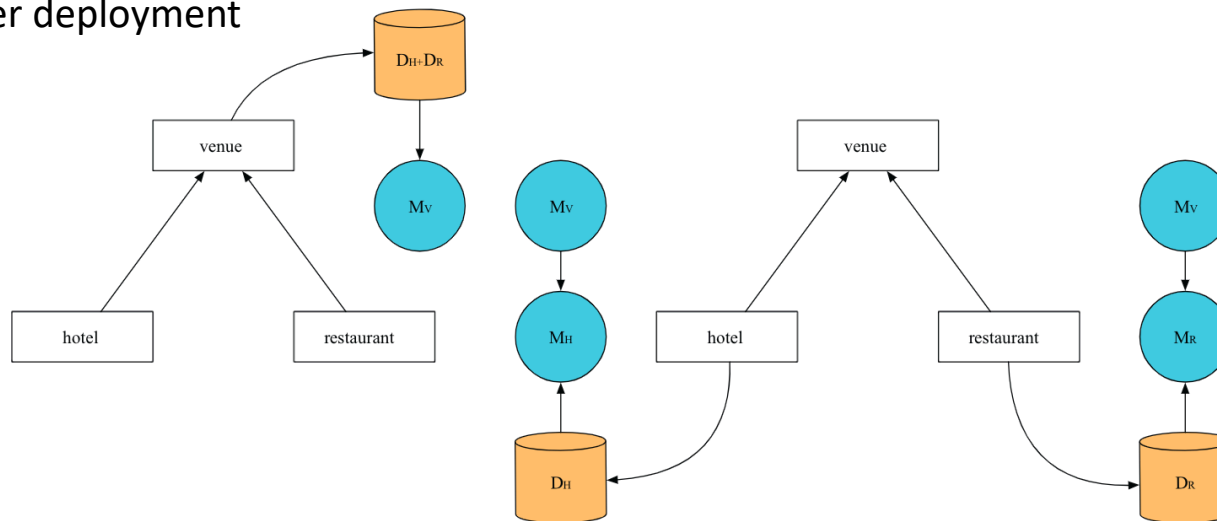 er deployment
DH+DR
venue
MV
hotel
restaurant
MV
venue
MV
MH
hotel
restaurant
MR
DH
DR